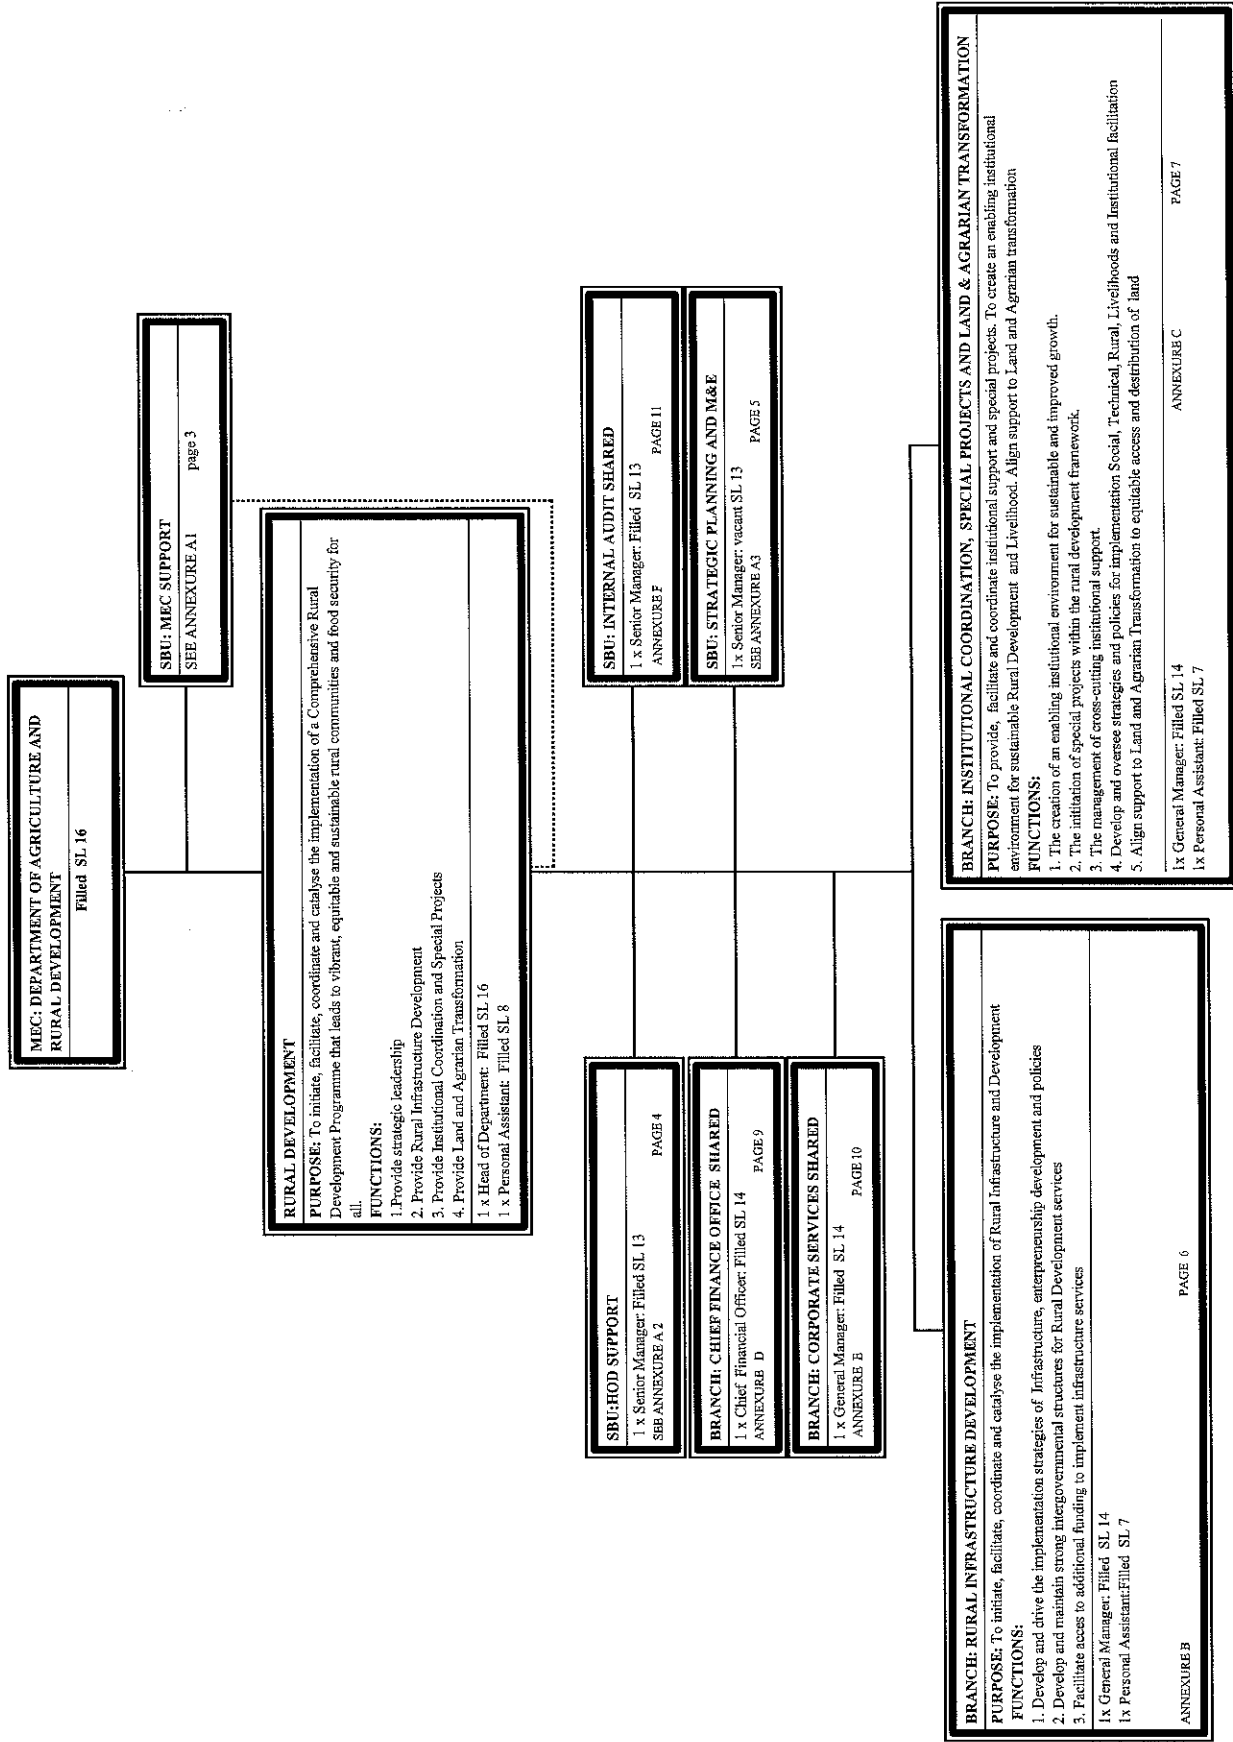 MEC: DEPARTMENT OF AGRICULTURE AND
RURAL DEVELOPMENT
Filled SL 16
SBU: MEC SUPPORT
SEE ANNEXURE A1 page 3
RURAL DEVELOPMENT
PURPOSE: To initiate, facilitate, coordinate and catalyse the implementation of a Comprehensive Rural
Development Programme that leads to vibrant, equitable and sustainable rural communities and food security for
all.
FUNCTIONS:
1.Provide strategic leadership
2. Provide Rural Infrastructure Development
3. Provide Institutional Coordination and Special Projects
4. Provide Land and Agrarian Transformation
1 x Head of Department: Filled SL 16
1 x Personal Assistant: Filled SL 8
SBU:HOD SUPPORT
1 x Senior Manager: Filled SL 13
SEE ANNEXURE A 2 PAGE 4
SBU: INTERNAL AUDIT SHARED
1 x Senior Manager: Filled SL 13
ANNEXURE F PAGE 11
BRANCH: CHIEF FINANCE OFFICE SHARED
1 x Chief Financial Officer: Filled SL 14
ANNEXURE D PAGE 9
SBU: STRATEGIC PLANNING AND M&E
1x Senior Manager: vacant SL 13
SEE ANNEXURE A3 PAGE 5
BRANCH: CORPORATE SERVICES SHARED
1 x General Manager: Filled SL 14
ANNEXURE E PAGE 10
BRANCH: RURAL INFRASTRUCTURE DEVELOPMENT
PURPOSE: To initiate, facilitate, coordinate and catalyse the implementation of Rural Infrastructure and Development
FUNCTIONS:
1. Develop and drive the implementation strategies of Infrastructure, enterpreneurship development and policies
2. Develop and maintain strong intergovernmental structures for Rural Development services
3. Facilitate acces to additional funding to implement infrastructure services
1x General Manager: Filled SL 14
1x Personal Assistant:Filled SL 7
ANNEXURE B PAGE 6
BRANCH: INSTITUTIONAL COORDINATION, SPECIAL PROJECTS AND LAND & AGRARIAN TRANSFORMATION
PURPOSE: To provide, facilitate and coordinate institutional support and special projects. To create an enabling institutional
environment for sustainable Rural Development and Livelihood. Align support to Land and Agrarian transformation
FUNCTIONS:
1. The creation of an enabling institutional environment for sustainable and improved growth.
2. The inititation of special projects within the rural development framework.
3. The management of cross-cutting institutional support.
4. Develop and oversee strategies and policies for implementation Social, Technical, Rural, Livelihoods and Institutional facilitation
5. Align support to Land and Agrarian Transformation to equitable access and destribution of land
1x General Manager: Filled SL 14
1x Personal Assistant: Filled SL 7
ANNEXURE C PAGE 7